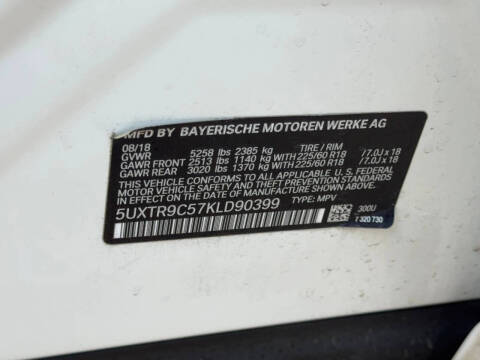 MFD BY BAYERISCHE MOTOREN WERKE AG
08/18 TIRE / RIM
GVWR 5258 lbs 2385 kg
GAWR FRONT 2513 lbs 1140 kg WITH 225/60 R18 /7.0J x 18
GAWR REAR 3020 lbs 1370 kg WITH 225/60 R18 /7.0J x 18
THIS VEHICLE CONFORMS TO ALL APPLICABLE U. S. FEDERAL
MOTOR VEHICLE SAFETY AND THEFT PREVENTION STANDARDS
IN EFFECT ON THE DATE OF MANUFACTURE SHOWN ABOVE.
5UXTR9C57KLD90399 TYPE: MPV
300U
7 320 730